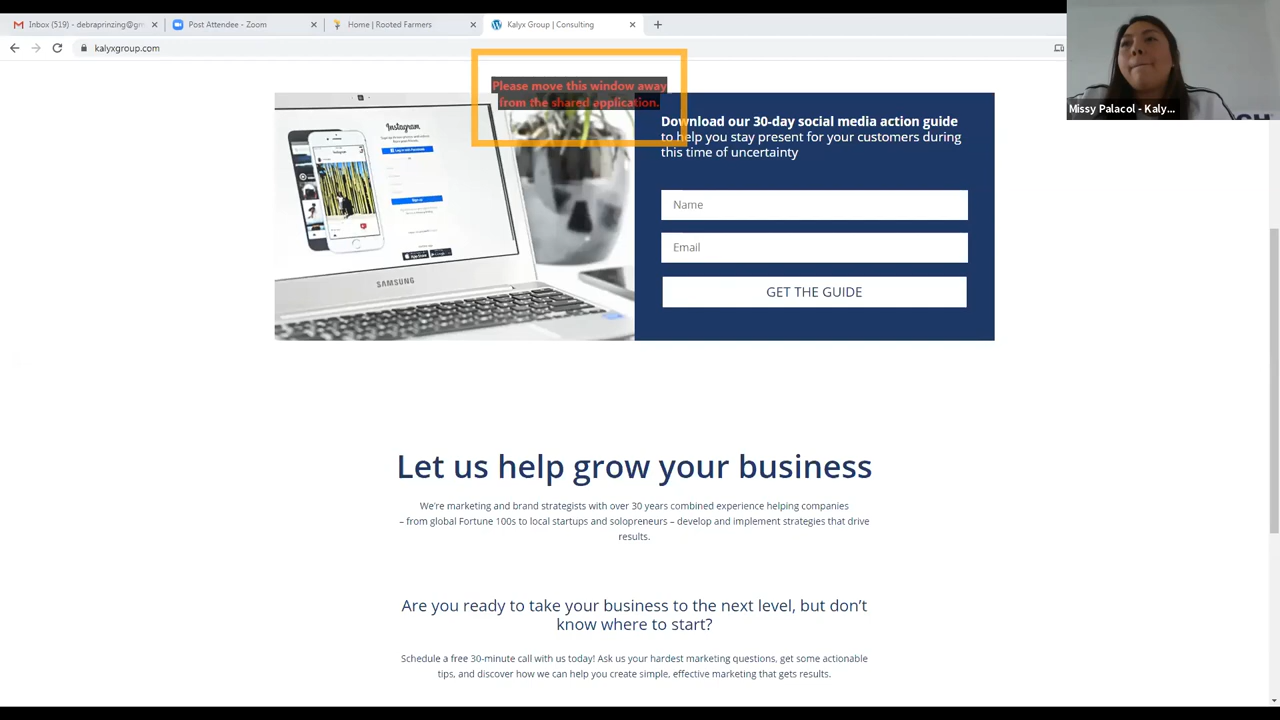 Inbox (519) - debraprinzing@gm
Post Attendee - Zoom
Home | Rooted Farmers
Kalyx Group | Consulting
kalyxgroup.com
Please move this window away
from the shared application.
Missy Palacol - Kaly...
Instagram
SAMSUNG
Download our 30-day social media action guide
to help you stay present for your customers during
this time of uncertainty
Name
Email
GET THE GUIDE
Let us help grow your business
We're marketing and brand strategists with over 30 years combined experience helping companies
– from global Fortune 100s to local startups and solopreneurs – develop and implement strategies that drive
results.
Are you ready to take your business to the next level, but don't
know where to start?
Schedule a free 30-minute call with us today! Ask us your hardest marketing questions, get some actionable
tips, and discover how we can help you create simple, effective marketing that gets results.